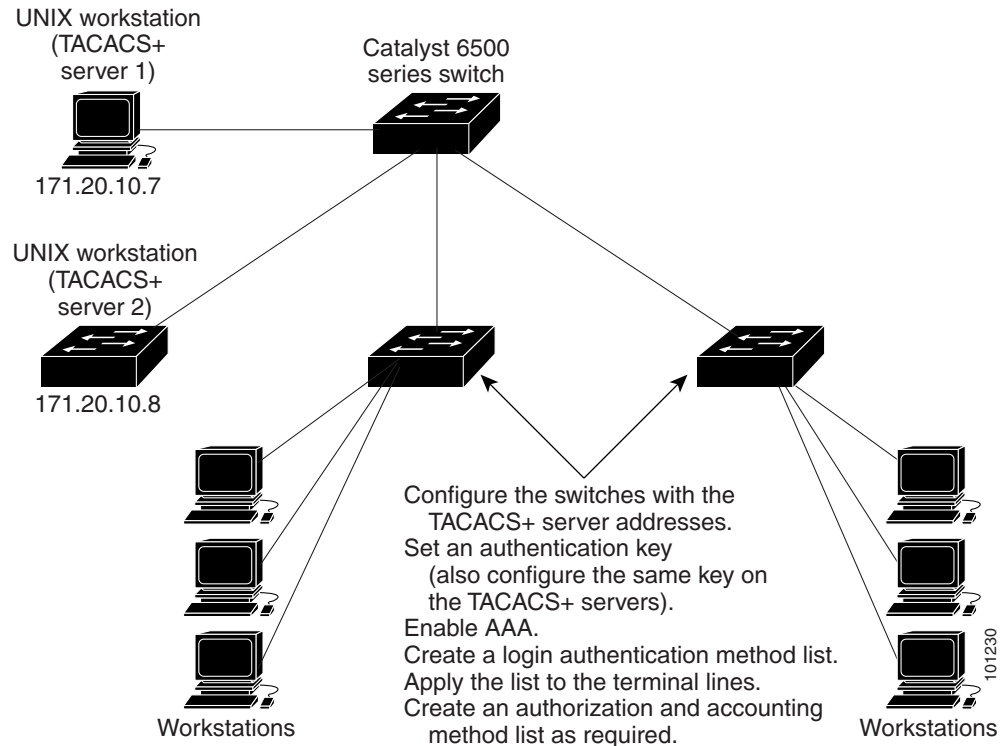 UNIX workstation
(TACACS+
server 1)
Catalyst 6500
series switch
171.20.10.7
UNIX workstation
(TACACS+
server 2)
171.20.10.8
Configure the switches with the
TACACS+ server addresses.
Set an authentication key
(also configure the same key on
the TACACS+ servers).
Enable AAA.
Create a login authentication method list.
Apply the list to the terminal lines.
Create an authorization and accounting
method list as required.
Workstations
Workstations
101230